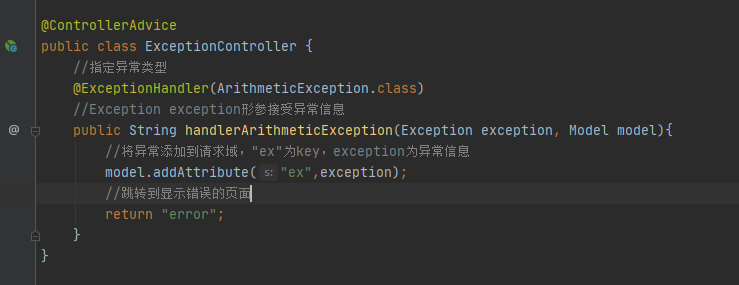 @ControllerAdvice
public class ExceptionController {
//指定异常类型
@ExceptionHandler(ArithmeticException.class)
//Exception exception形参接受异常信息
public String handlerArithmeticException(Exception exception, Model model){
//将异常添加到请求域，"ex"为key，exception为异常信息
model.addAttribute( s: "ex",exception);
//跳转到显示错误的页面
return "error";
}
}